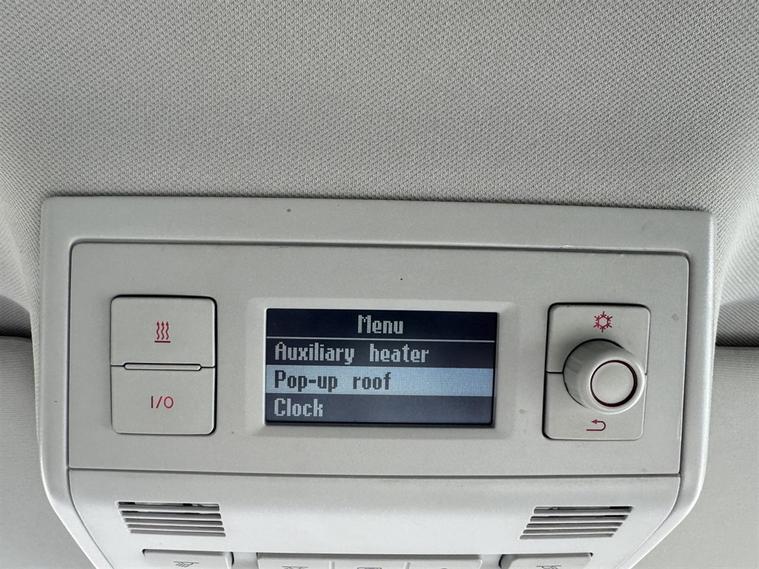 Menu
Auxiliary heater
Pop-up roof
Clock
I/O